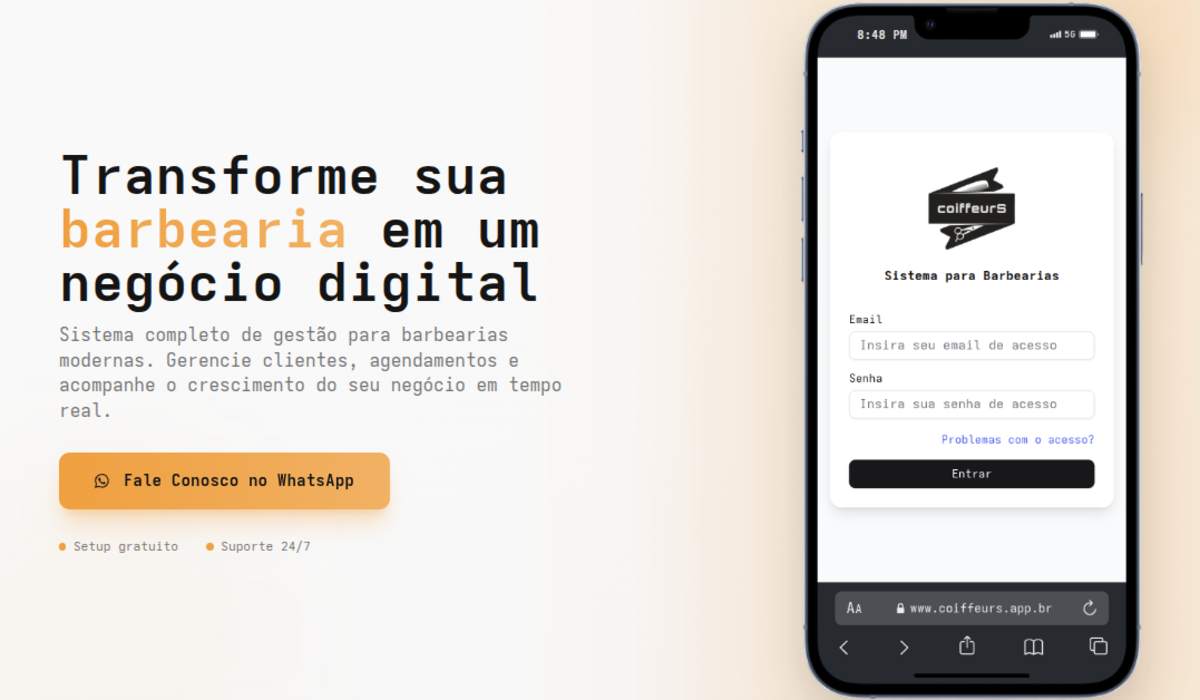 Transforme sua
barbearia em um
negócio digital
Sistema completo de gestão para barbearias
modernas. Gerencie clientes, agendamentos e
acompanhe o crescimento do seu negócio em tempo
real.
Fale Conosco no WhatsApp
Setup gratuito
Suporte 24/7
8:48 PM
5G
coiffeurS
Sistema para Barbearias
Email
Insira seu email de acesso
Senha
Insira sua senha de acesso
Problemas com o acesso?
Entrar
AA
www.coiffeurs.app.br